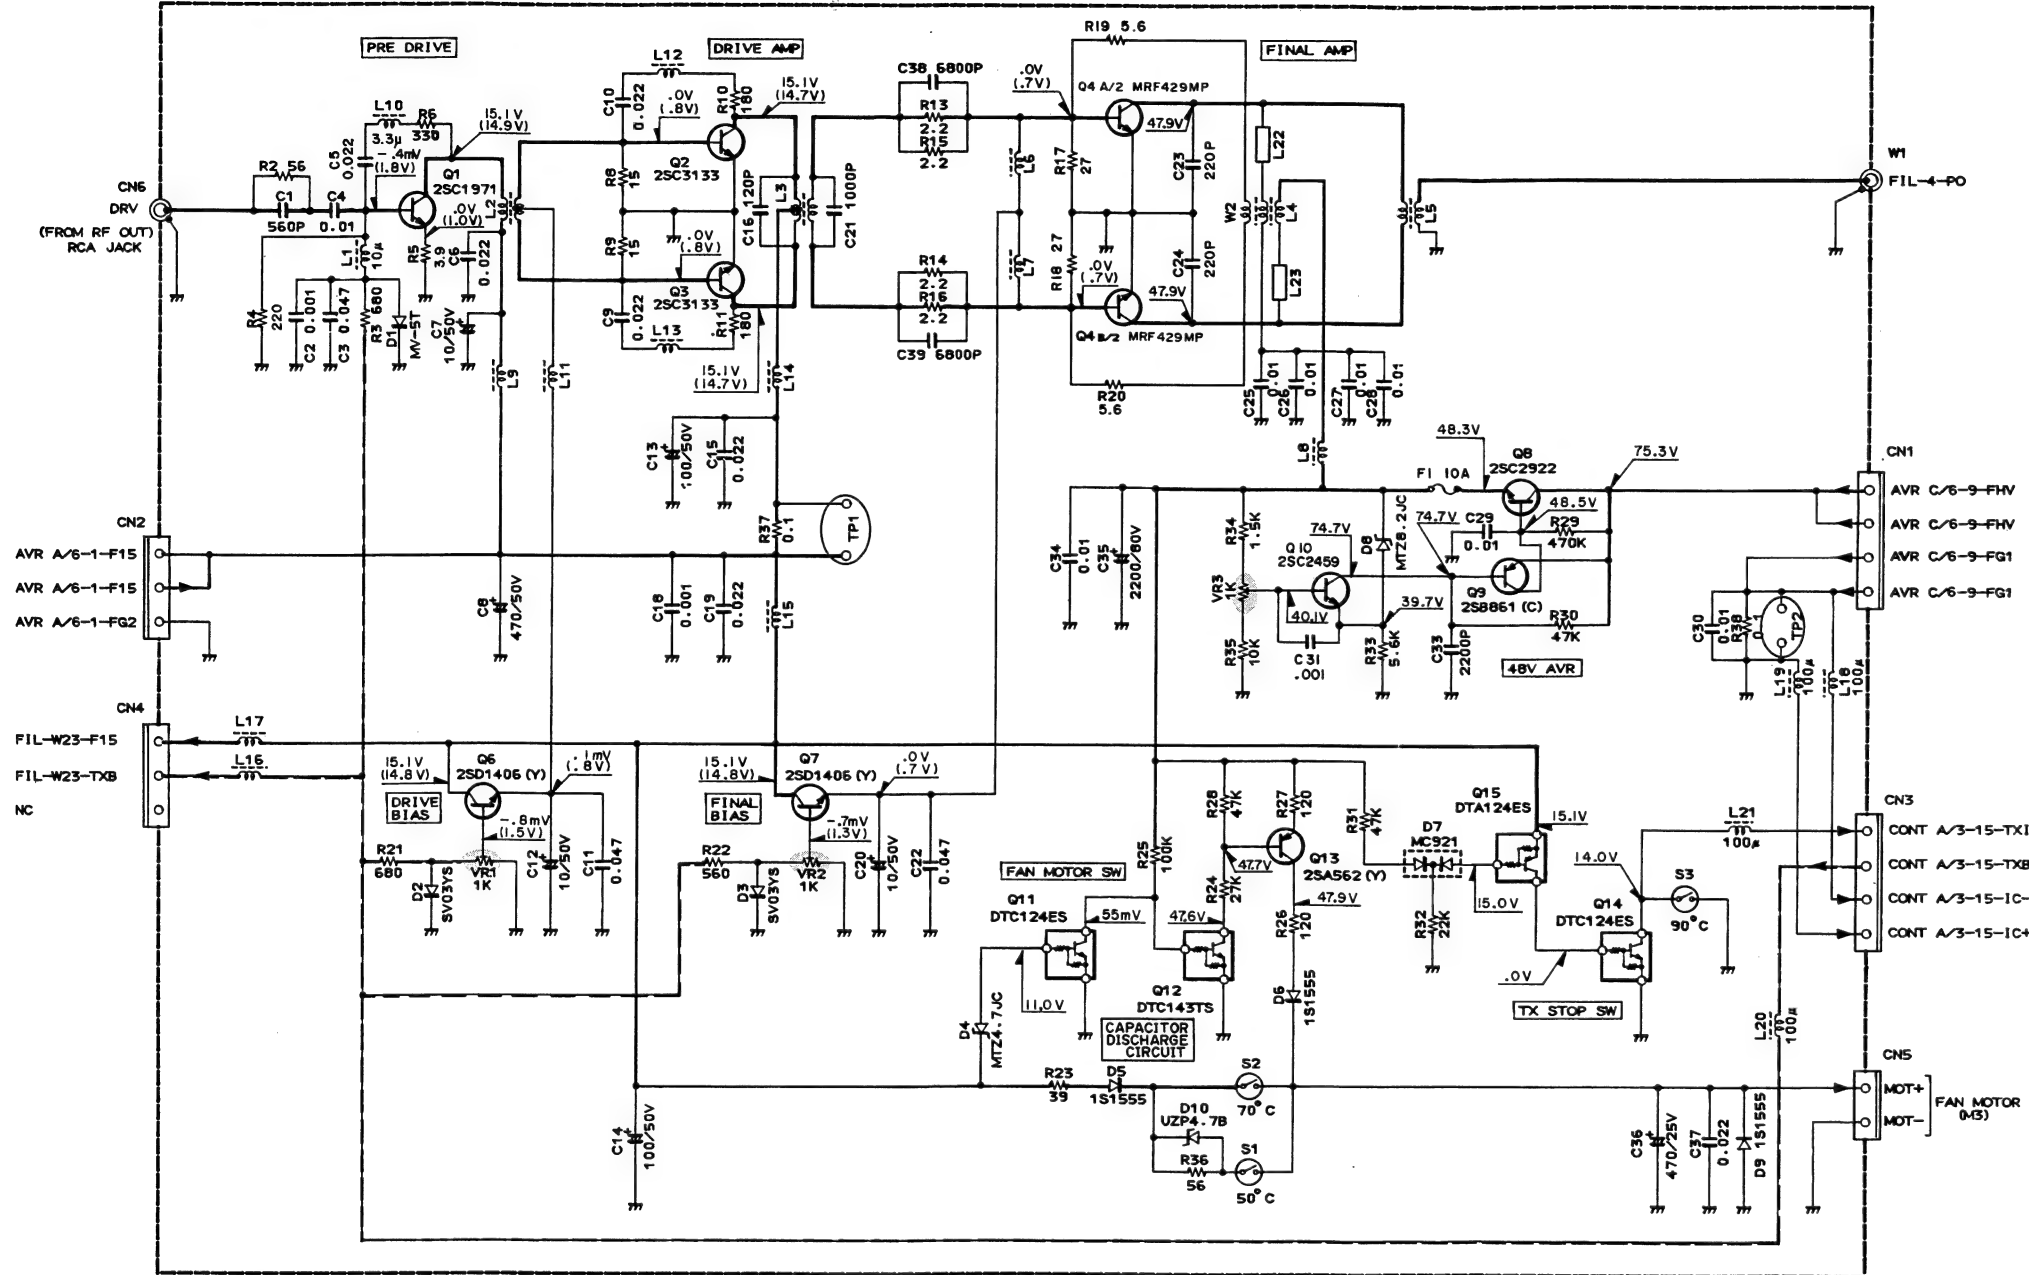 PRE DRIVE
DRIVE AMP
FINAL AMP
R19 5.6
L12
C10
0.022
R10
180
15.1V
(14.7V)
.0V
(.8V)
C38 6800P
R13
2.2
R15
2.2
.0V
(.7V)
Q4 A/2 MRF429MP
47.9V
C23
220P
L22
L10
3.3μ
R6
330
15.1V
(14.9V)
C5
0.022
-.4mV
(1.8V)
R2 56
Q1
2SC1971
CN6
DRV
(FROM RF OUT)
RCA JACK
C1
560P
C4
0.01
.0V
(1.0V)
L2
Q2
2SC3133
R8
15
R9
15
C16 120P
L3
C21 1000P
L6
R17
27
W2
L4
L5
W1
FIL-4-PO
L1
10μ
R5
3.9
C6
0.022
.0V
(.8V)
Q3
2SC3133
R14
2.2
R16
2.2
L7
R18 27
.0V
(.7V)
C24
220P
L23
47.9V
R4
220
C2 0.001
C3 0.047
R3 680
D1
MV-5T
C7
10/50V
C9
0.022
L13
R11
180
C39 6800P
Q4 B/2 MRF429MP
L9
L11
15.1V
(14.7V)
L14
R20
5.6
C25
0.01
C26
0.01
C27
0.01
C28
0.01
C13
100/50V
C15
0.022
L8
48.3V
Q8
2SC2922
75.3V
CN1
F1 10A
AVR C/6-9-FHV
AVR C/6-9-FHV
AVR C/6-9-FG1
AVR C/6-9-FG1
CN2
AVR A/6-1-F15
AVR A/6-1-F15
AVR A/6-1-FG2
R37
0.1
TP1
C34
0.01
C35
2200/80V
R34
1.5K
74.7V
D8
MTZ8.2JC
74.7V
C29
0.01
48.5V
R29
470K
Q10
2SC2459
VR3
1K
40.1V
39.7V
Q9
2SB861(C)
R30
47K
C8
470/50V
C18
0.001
C19
0.022
L15
R35
10K
C31
.001
R33
5.6K
C33
2200P
48V AVR
C30
0.01
R38
0.1
TP2
L19
100μ
L18
100μ
CN4
FIL-W23-F15
FIL-W23-TXB
NC
L17
L16
15.1V
(14.8V)
Q6
2SD1406(Y)
.1mV
(.8V)
DRIVE
BIAS
-.8mV
(1.5V)
R21
680
D2
SV03YS
VR1
1K
C12
10/50V
C11
0.047
15.1V
(14.8V)
Q7
2SD1406(Y)
.0V
(.7V)
FINAL
BIAS
-.7mV
(1.3V)
R22
560
D3
SV03YS
VR2
1K
C20
10/50V
C22
0.047
R28
47K
R27
120
R31
47K
Q15
DTA124ES
15.1V
L21
100μ
CN3
CONT A/3-15-TXI
CONT A/3-15-TXB
CONT A/3-15-IC-
CONT A/3-15-IC+
D7
MC921
R25
100K
47.7V
Q13
2SA562(Y)
14.0V
S3
90°C
FAN MOTOR SW
R24
27K
Q11
DTC124ES
55mV
47.6V
47.9V
R26
120
R32
22K
15.0V
Q14
DTC124ES
.0V
TX STOP SW
11.0V
Q12
DTC143TS
CAPACITOR
DISCHARGE
CIRCUIT
D4
MTZ4.7JC
D6
1S1555
L20
100μ
C14
100/50V
R23
39
D5
1S1555
S2
70°C
D10
UZP4.7B
R36
56
S1
50°C
C36
470/25V
C37
0.022
D9 1S1555
CN5
MOT+
MOT-
FAN MOTOR
(M3)